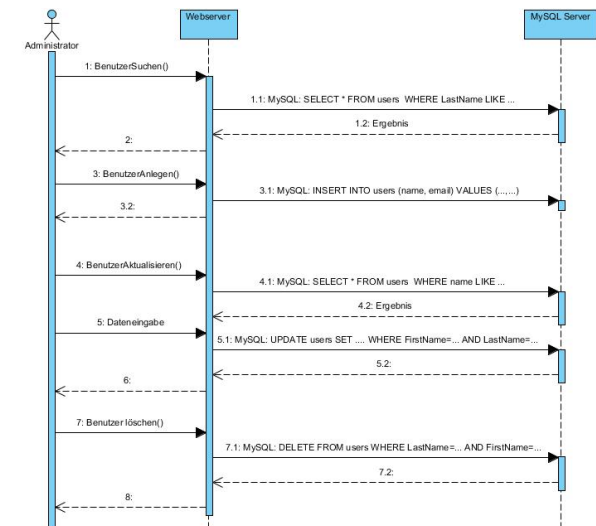 Webserver
MySQL Server
Administrator
1: BenutzerSuchen()
1.1: MySQL: SELECT * FROM users WHERE LastName LIKE ...
1.2: Ergebnis
2:
3: BenutzerAnlegen()
3.1: MySQL: INSERT INTO users (name, email) VALUES (...,...)
3.2:
4: BenutzerAktualisieren()
4.1: MySQL: SELECT * FROM users WHERE name LIKE ...
4.2: Ergebnis
5: Dateneingabe
5.1: MySQL: UPDATE users SET .... WHERE FirstName=... AND LastName=...
5.2:
6:
7: Benutzer löschen()
7.1: MySQL: DELETE FROM users WHERE LastName=... AND FirstName=...
7.2:
8: